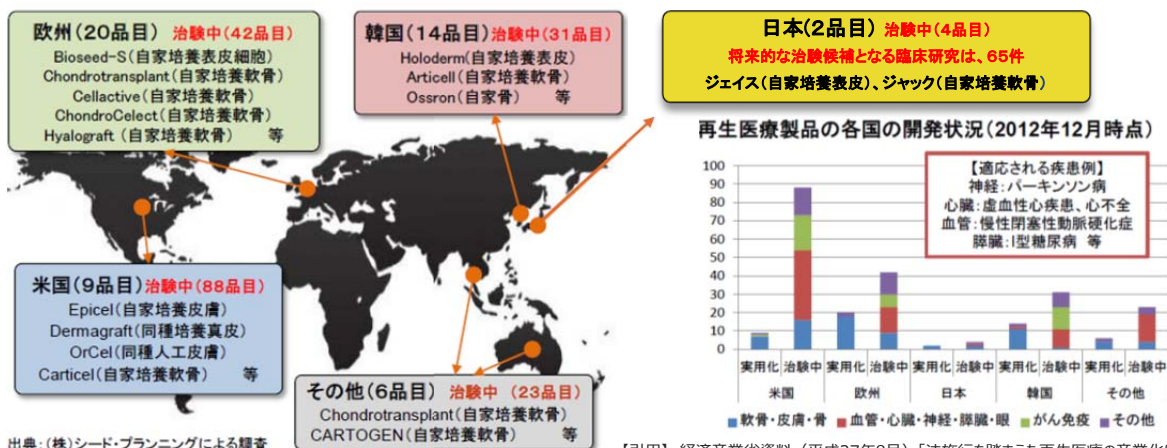 欧州(20品目) 治験中(42品目)
Bioseed-S(自家培養表皮細胞)
Chondrotransplant(自家培養軟骨)
Cellactive(自家培養軟骨)
ChondroCelect(自家培養軟骨)
Hyalograft (自家培養軟骨) 等
韓国(14品目)治験中(31品目)
Holoderm(自家培養表皮)
Articell(自家培養軟骨)
Ossron(自家骨) 等
日本(2品目) 治験中(4品目)
将来的な治験候補となる臨床研究は、65件
ジェイス(自家培養表皮)、ジャック(自家培養軟骨)
米国(9品目)治験中(88品目)
Epicel(自家培養皮膚)
Dermagraft(同種培養真皮)
OrCel(同種人工皮膚)
Carticel(自家培養軟骨) 等
その他(6品目) 治験中 (23品目)
Chondrotransplant(自家培養軟骨)
CARTOGEN(自家培養軟骨) 等
出典:(株)シード・プランニングによる調査
再生医療製品の各国の開発状況(2012年12月時点)
100
90
80
70
60
50
40
30
20
10
0
【適応される疾患例】
神経:パーキンソン病
心臓:虚血性心疾患、心不全
血管:慢性閉塞性動脈硬化症
膵臓:I型糖尿病 等
実用化 治験中 実用化 治験中 実用化 治験中 実用化 治験中 実用化 治験中
米国 欧州 日本 韓国 その他
軟骨・皮膚・骨 血管・心臓・神経・膵臓・眼 がん免疫 その他